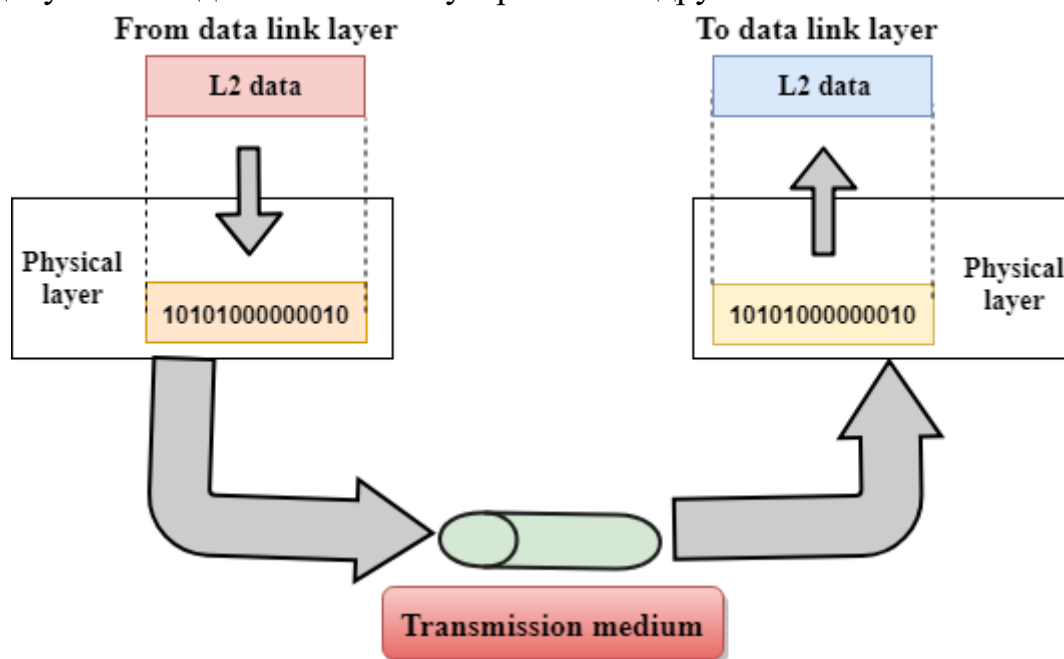 From data link layer
To data link layer
L2 data
L2 data
Physical
layer
10101000000010
10101000000010
Physical
layer
Transmission medium